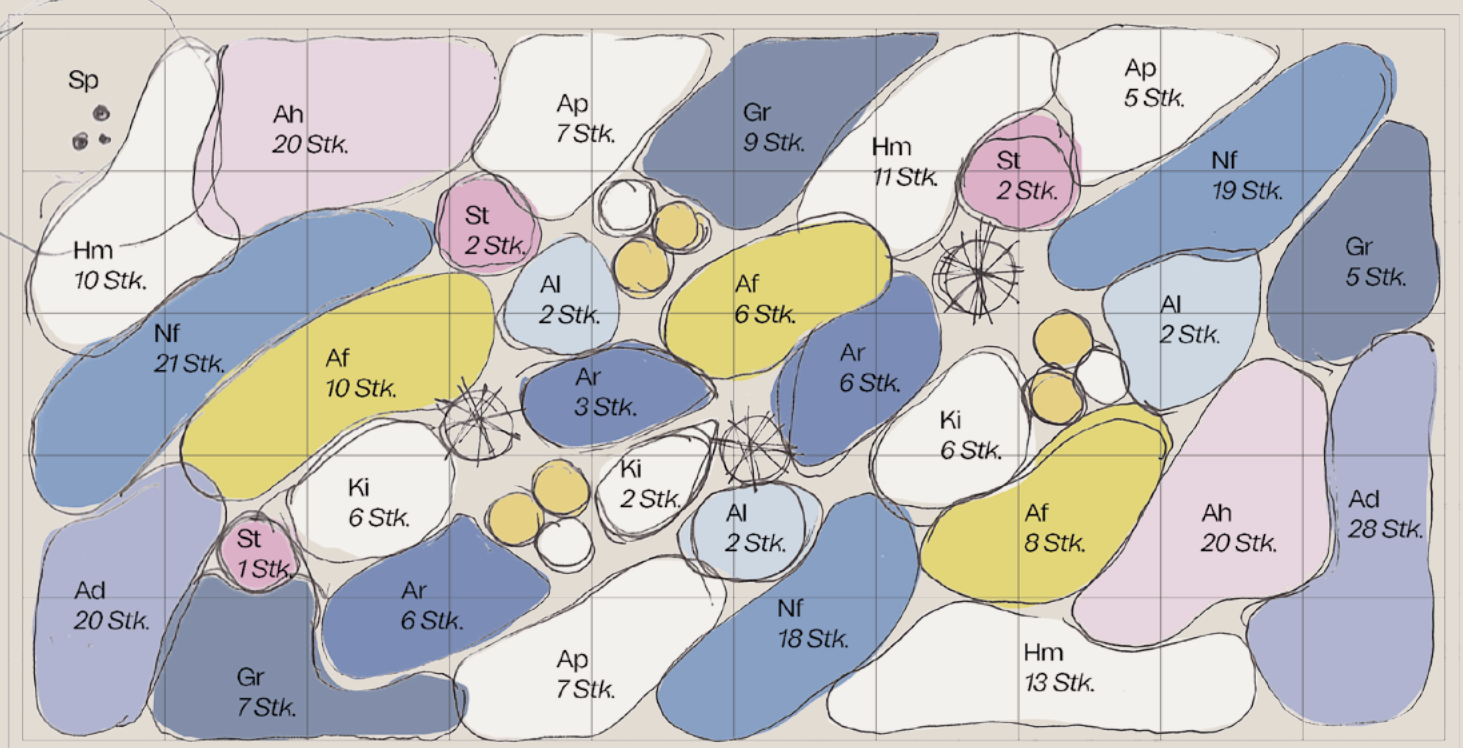 Sp
Ah
20 Stk.
Ap
7 Stk.
Gr
9 Stk.
Hm
11 Stk.
Ap
5 Stk.
St
2 Stk.
Nf
19 Stk.
Hm
10 Stk.
St
2 Stk.
Gr
5 Stk.
Al
2 Stk.
Af
6 Stk.
Al
2 Stk.
Nf
21 Stk.
Af
10 Stk.
Ar
3 Stk.
Ar
6 Stk.
Ki
6 Stk.
Ki
6 Stk.
Ki
2 Stk.
Al
2 Stk.
Af
8 Stk.
Ah
20 Stk.
Ad
28 Stk.
St
1 Stk.
Ad
20 Stk.
Ar
6 Stk.
Nf
18 Stk.
Gr
7 Stk.
Ap
7 Stk.
Hm
13 Stk.